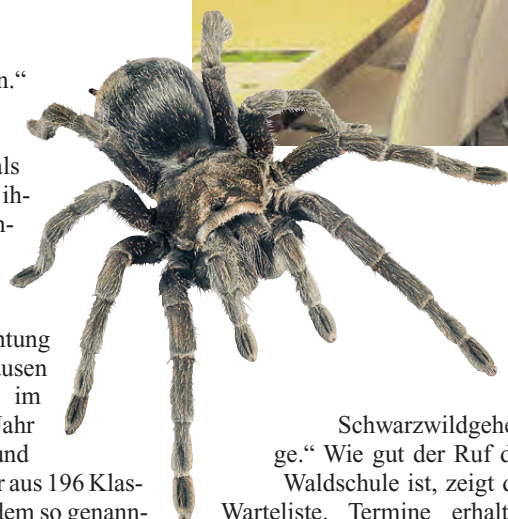 n.“
als
ih-
n-
ntung
ausen
im
Jahr
und
r aus 196 Klas-
dem so genann-
Schwarzwildgehe
ge.“ Wie gut der Ruf d
Waldschule ist, zeigt d
Warteliste. Termine erhalt